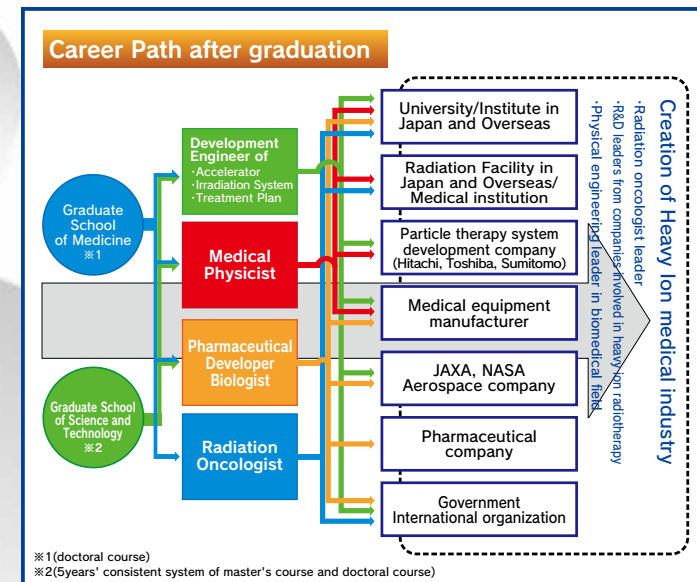 Career Path after graduation
Graduate School
of Medicine
※1
Graduate School
of Science and
Technology
※2
Development
Engineer of
・Accelerator
・Irradiation System
・Treatment Plan
Medical
Physicist
Pharmaceutical
Developer
Biologist
Radiation
Oncologist
University/Institute in
Japan and Overseas
Radiation Facility in
Japan and Overseas/
Medical institution
Particle therapy system
development company
(Hitachi, Toshiba, Sumitomo)
Medical equipment
manufacturer
JAXA, NASA
Aerospace company
Pharmaceutical
company
Government
International organization
Creation of Heavy Ion medical industry
・Radiation oncologist leader
・R&D leaders from companies involved in heavy ion radiotherapy
・Physical engineering leader in biomedical field
※1(doctoral course)
※2(5years' consistent system of master's course and doctoral course)